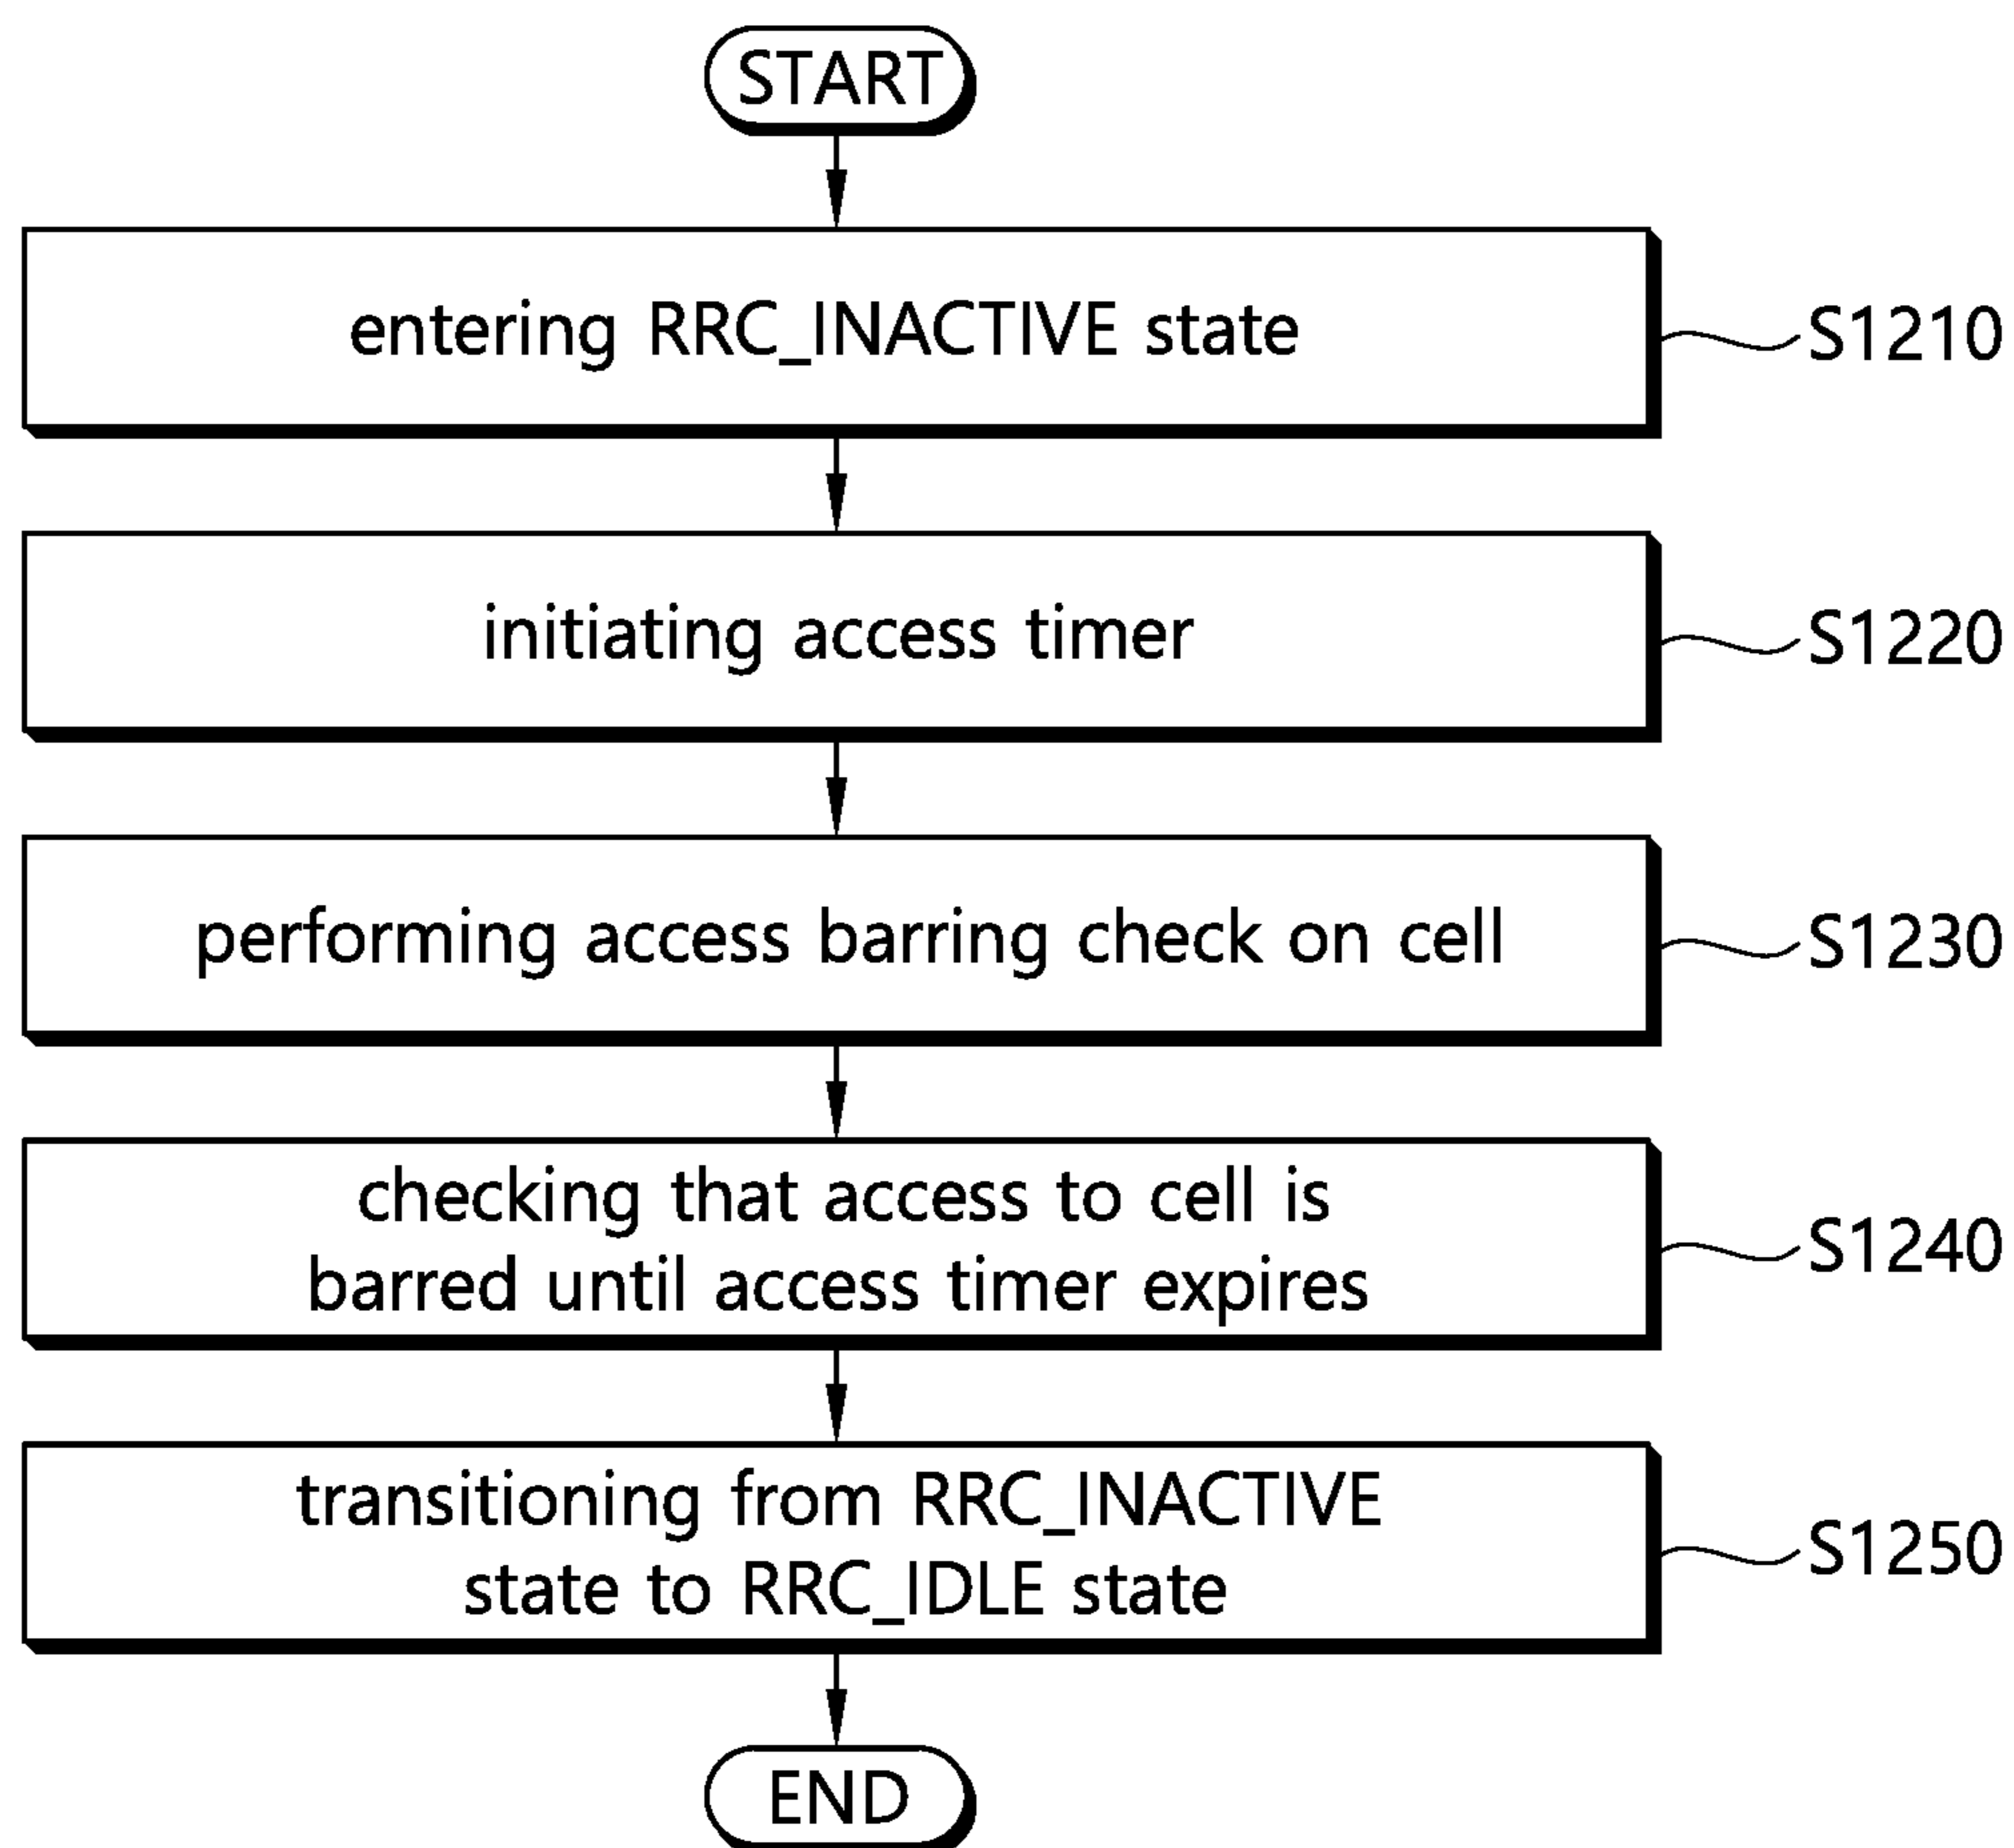 START
entering RRC_INACTIVE state
S1210
initiating access timer
S1220
performing access barring check on cell
S1230
checking that access to cell is
barred until access timer expires
S1240
transitioning from RRC_INACTIVE
state to RRC_IDLE state
S1250
END